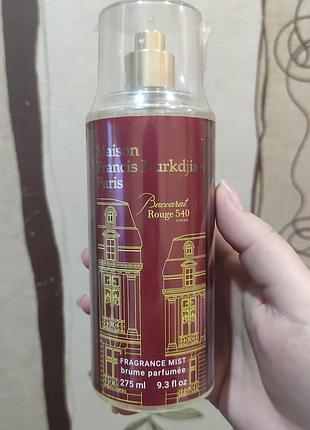 Maison
Francis Kurkdjian
Paris
Baccarat
Rouge 540
FRAGRANCE MIST
brume parfumée
275 ml 9.3 fl oz